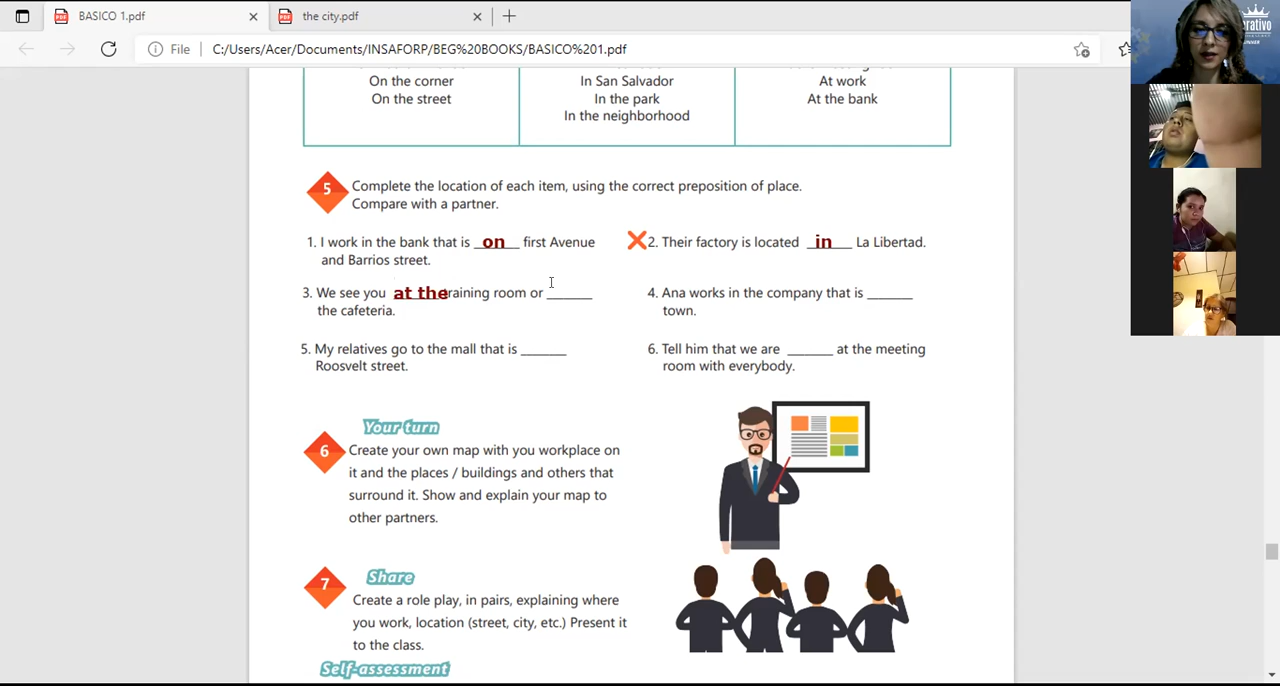 BASICO 1.pdf
the city.pdf
File
C:/Users/Acer/Documents/INSAFORP/BEG%20BOOKS/BASICO%201.pdf
erativo
On the corner
On the street
In San Salvador
In the park
In the neighborhood
At work
At the bank
5
Complete the location of each item, using the correct preposition of place.
Compare with a partner.
1. I work in the bank that is on first Avenue
and Barrios street.
2. Their factory is located in La Libertad.
3. We see you at the training room or ______
the cafeteria.
4. Ana works in the company that is ______
town.
5. My relatives go to the mall that is ______
Roosvelt street.
6. Tell him that we are ______ at the meeting
room with everybody.
Your turn
6
Create your own map with you workplace on
it and the places / buildings and others that
surround it. Show and explain your map to
other partners.
7
Share
Create a role play, in pairs, explaining where
you work, location (street, city, etc.) Present it
to the class.
Self-assessment